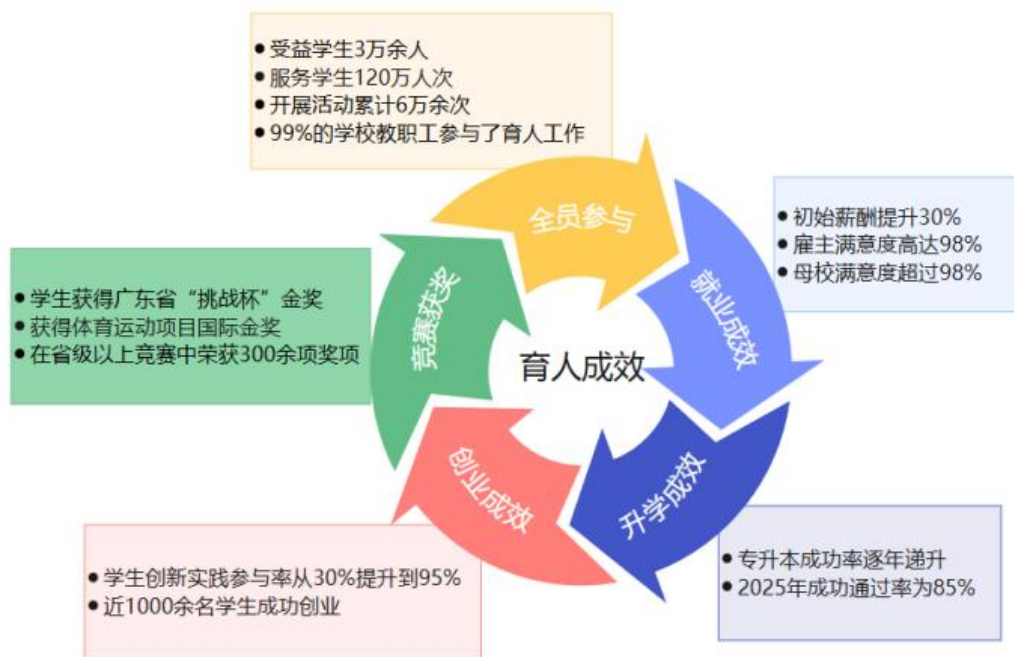 ● 受益学生3万余人
● 服务学生120万人次
● 开展活动累计6万余次
● 99%的学校教职工参与了育人工作
全员参与
● 初始薪酬提升30%
● 雇主满意度高达98%
● 母校满意度超过98%
就业成效
● 学生获得广东省“挑战杯”金奖
● 获得体育运动项目国际金奖
● 在省级以上竞赛中荣获300余项奖项
竞赛获奖
育人成效
创业成效
升学成效
● 学生创新实践参与率从30%提升到95%
● 近1000余名学生成功创业
● 专升本成功率逐年递升
● 2025年成功通过率为85%